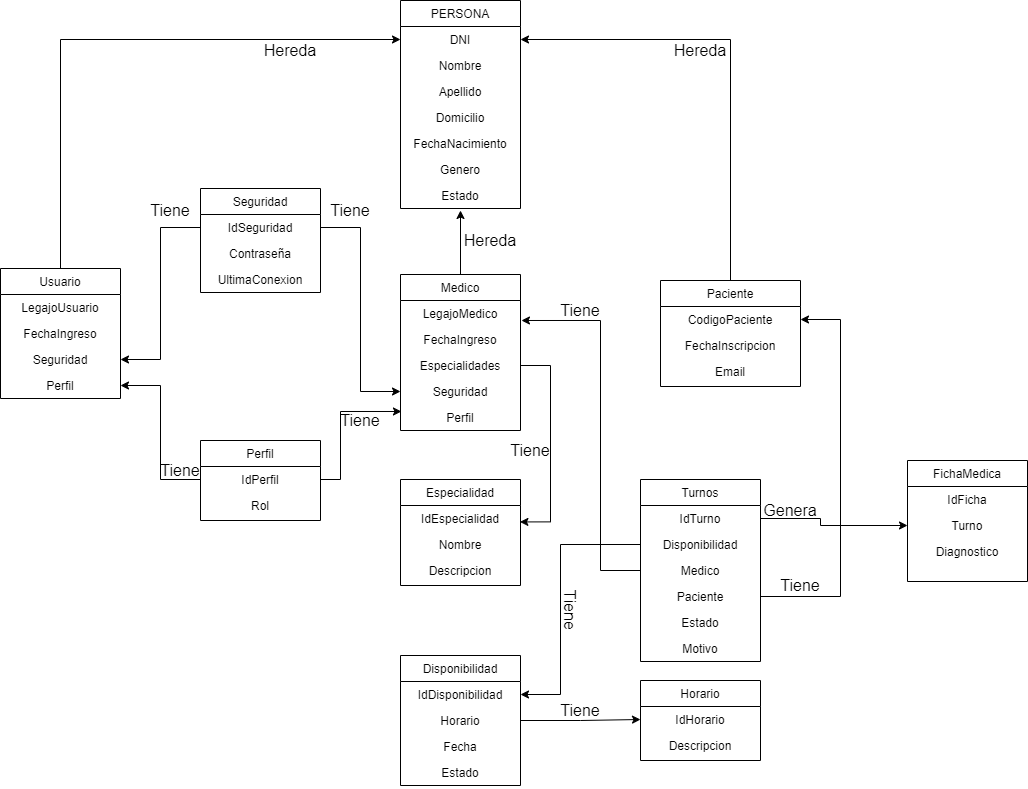 PERSONA
DNI
Nombre
Apellido
Domicilio
FechaNacimiento
Genero
Estado
Hereda
Hereda
Hereda
Seguridad
IdSeguridad
Contraseña
UltimaConexion
Tiene
Tiene
Usuario
LegajoUsuario
FechaIngreso
Seguridad
Perfil
Medico
LegajoMedico
FechaIngreso
Especialidades
Seguridad
Perfil
Tiene
Paciente
CodigoPaciente
FechaInscripcion
Email
Tiene
Tiene
Perfil
IdPerfil
Rol
Tiene
Especialidad
IdEspecialidad
Nombre
Descripcion
Turnos
IdTurno
Disponibilidad
Medico
Paciente
Estado
Motivo
Genera
Tiene
FichaMedica
IdFicha
Turno
Diagnostico
Tiene
Disponibilidad
IdDisponibilidad
Horario
Fecha
Estado
Tiene
Horario
IdHorario
Descripcion